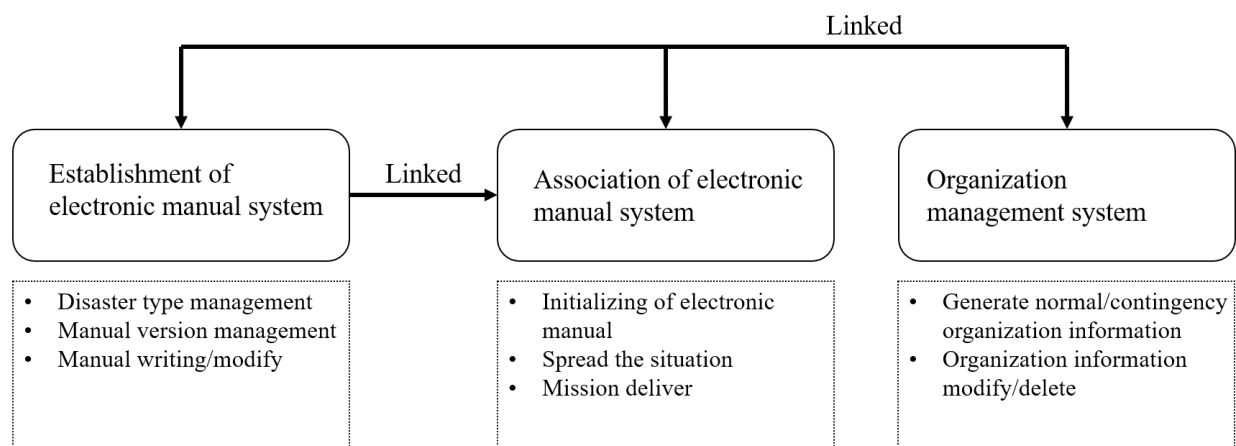 Linked
Establishment of
electronic manual system
Linked
Association of electronic
manual system
Organization
management system
• Disaster type management
• Manual version management
• Manual writing/modify
• Initializing of electronic
manual
• Spread the situation
• Mission deliver
• Generate normal/contingency
organization information
• Organization information
modify/delete